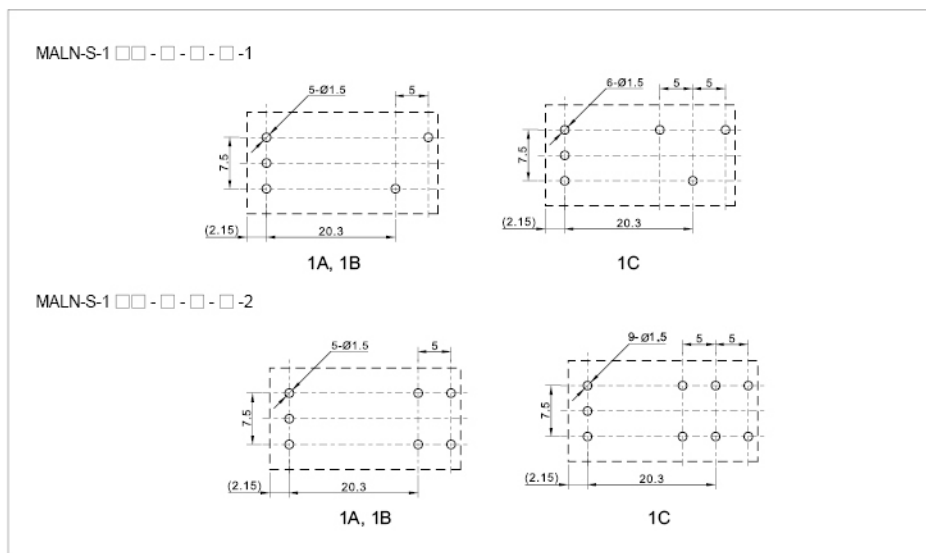 MALN-S-1 □□ - □ - □ - □ -1
5-Ø1.5
5
7.5
(2.15)
20.3
1A, 1B
6-Ø1.5
5
5
7.5
(2.15)
20.3
1C
MALN-S-1 □□ - □ - □ - □ -2
5-Ø1.5
5
7.5
(2.15)
20.3
1A, 1B
9-Ø1.5
5
5
7.5
(2.15)
20.3
1C